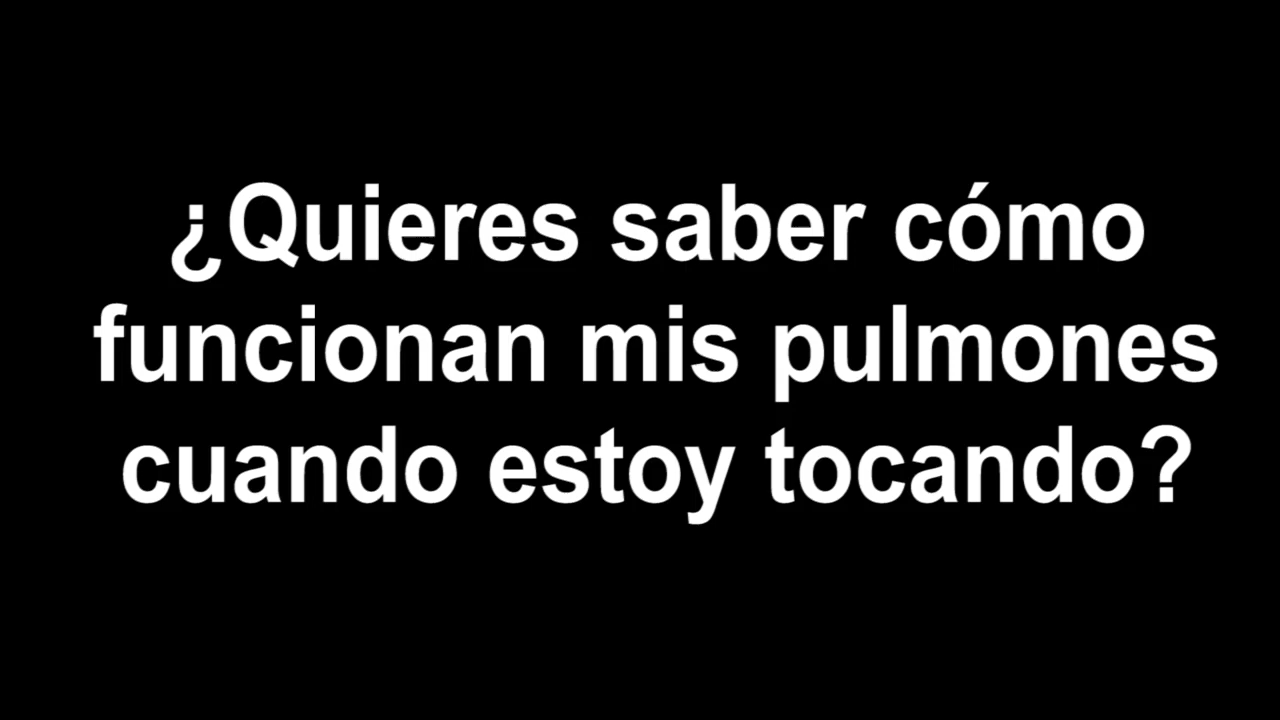 ¿Quieres saber cómo
funcionan mis pulmones
cuando estoy tocando?